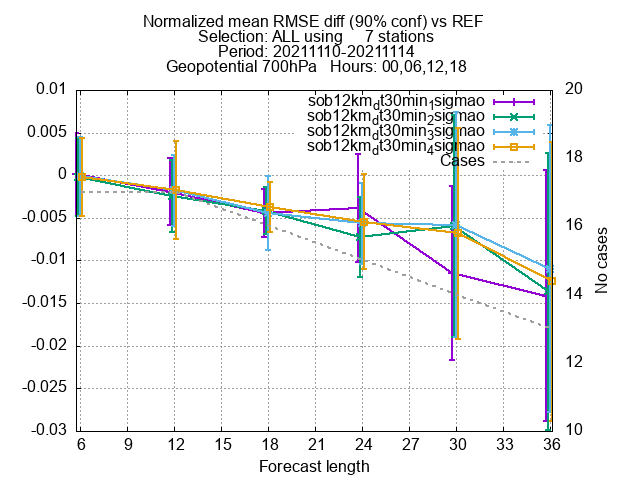 Normalized mean RMSE diff (90% conf) vs REF
Selection: ALL using 7 stations
Period: 20211110-20211114
Geopotential 700hPa Hours: 00,06,12,18
sob12km_dt30min_1sigmao
sob12km_dt30min_2sigmao
sob12km_dt30min_3sigmao
sob12km_dt30min_4sigmao
Cases
0.01
0.005
0
-0.005
-0.01
-0.015
-0.02
-0.025
-0.03
20
18
16
14
12
10
No cases
6 9 12 15 18 21 24 27 30 33 36
Forecast length